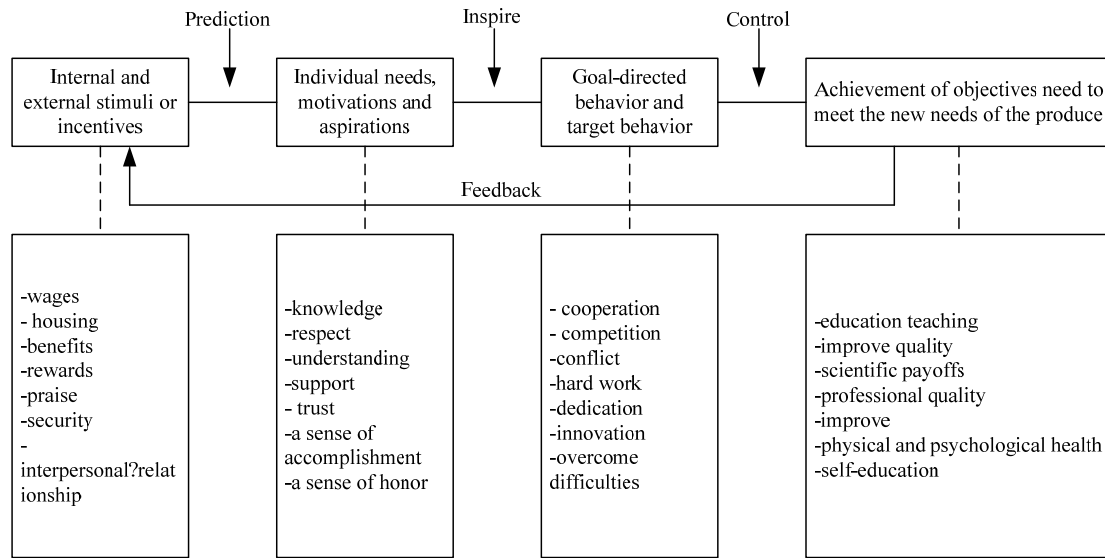 Prediction
Inspire
Control
Internal and
external stimuli or
incentives
Individual needs,
motivations and
aspirations
Goal-directed
behavior and
target behavior
Achievement of objectives need to
meet the new needs of the produce
Feedback
-wages
- housing
-benefits
-rewards
-praise
-security
-
interpersonal?relat
ionship
-knowledge
-respect
-understanding
-support
- trust
-a sense of
accomplishment
-a sense of honor
- cooperation
- competition
-conflict
-hard work
-dedication
-innovation
-overcome
difficulties
-education teaching
-improve quality
-scientific payoffs
-professional quality
-improve
-physical and psychological health
-self-education